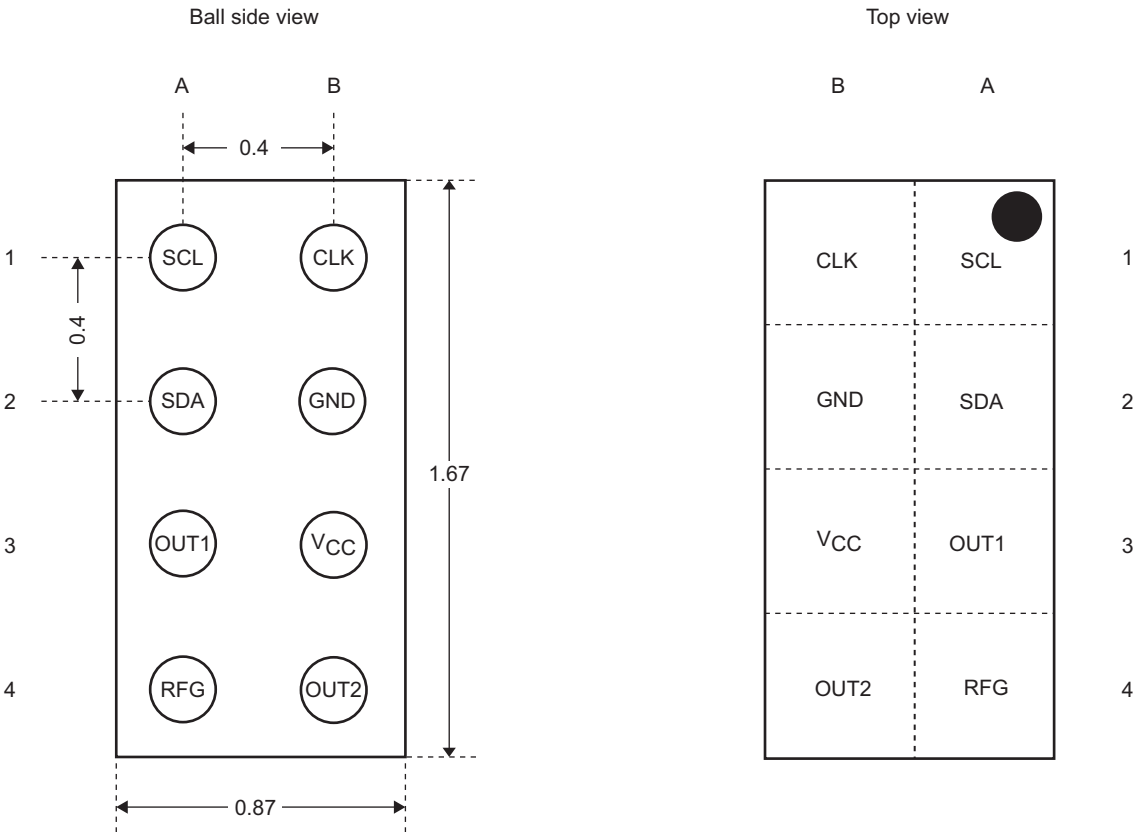 Ball side view
A B
0.4
1 SCL CLK
0.4
2 SDA GND
1.67
3 OUT1 VCC
4 RFG OUT2
0.87
Top view
B A
CLK SCL 1
GND SDA 2
VCC OUT1 3
OUT2 RFG 4